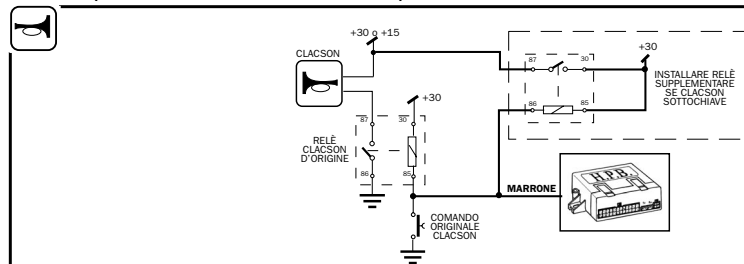 +30 o +15
CLACSON
+30
87
30
INSTALLARE RELÈ
SUPPLEMENTARE
SE CLACSON
SOTTOCHIAVE
86
85
+30
87
30
RELÈ
CLACSON
D'ORIGINE
86
85
MARRONE
H.P.B.
COMANDO
ORIGINALE
CLACSON